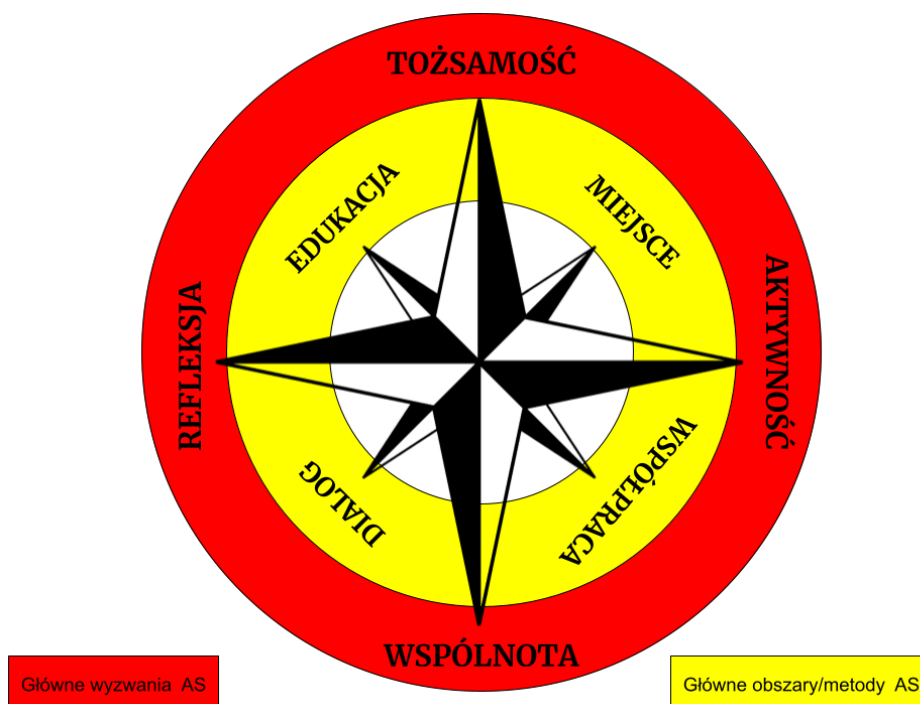 TOŻSAMOŚĆ
EDUKACJA
MIEJSCE
REFLEKSJA
AKTYWNOŚĆ
DIALOG
WSPÓŁPRACA
WSPÓLNOTA
Główne wyzwania AS
Główne obszary/metody AS